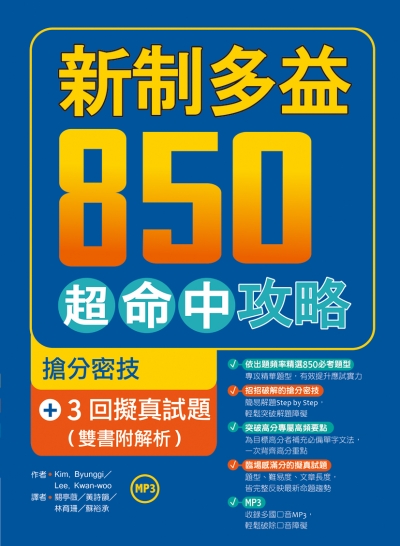 新制多益
850
超命中攻略
搶分密技
+ 3 回擬真試題
（雙書附解析）
作者• Kim, Byunggi／
Lee, Kwan-woo
譯者• 關亭薇／黃詩韻／
林育珊／蘇裕承
MP3
依出題頻率精選850必考題型
專攻精華題型，有效提升應試實力
招招破解的搶分密技
簡易解題Step by Step，
輕鬆突破解題障礙
突破高分專屬高頻要點
為目標高分者補充必備單字文法，
一次背齊高分重點
臨場感滿分的擬真試題
題型、難易度、文章長度，
皆完整反映最新命題趨勢
MP3
收錄多國口音MP3，
輕鬆破除口音障礙